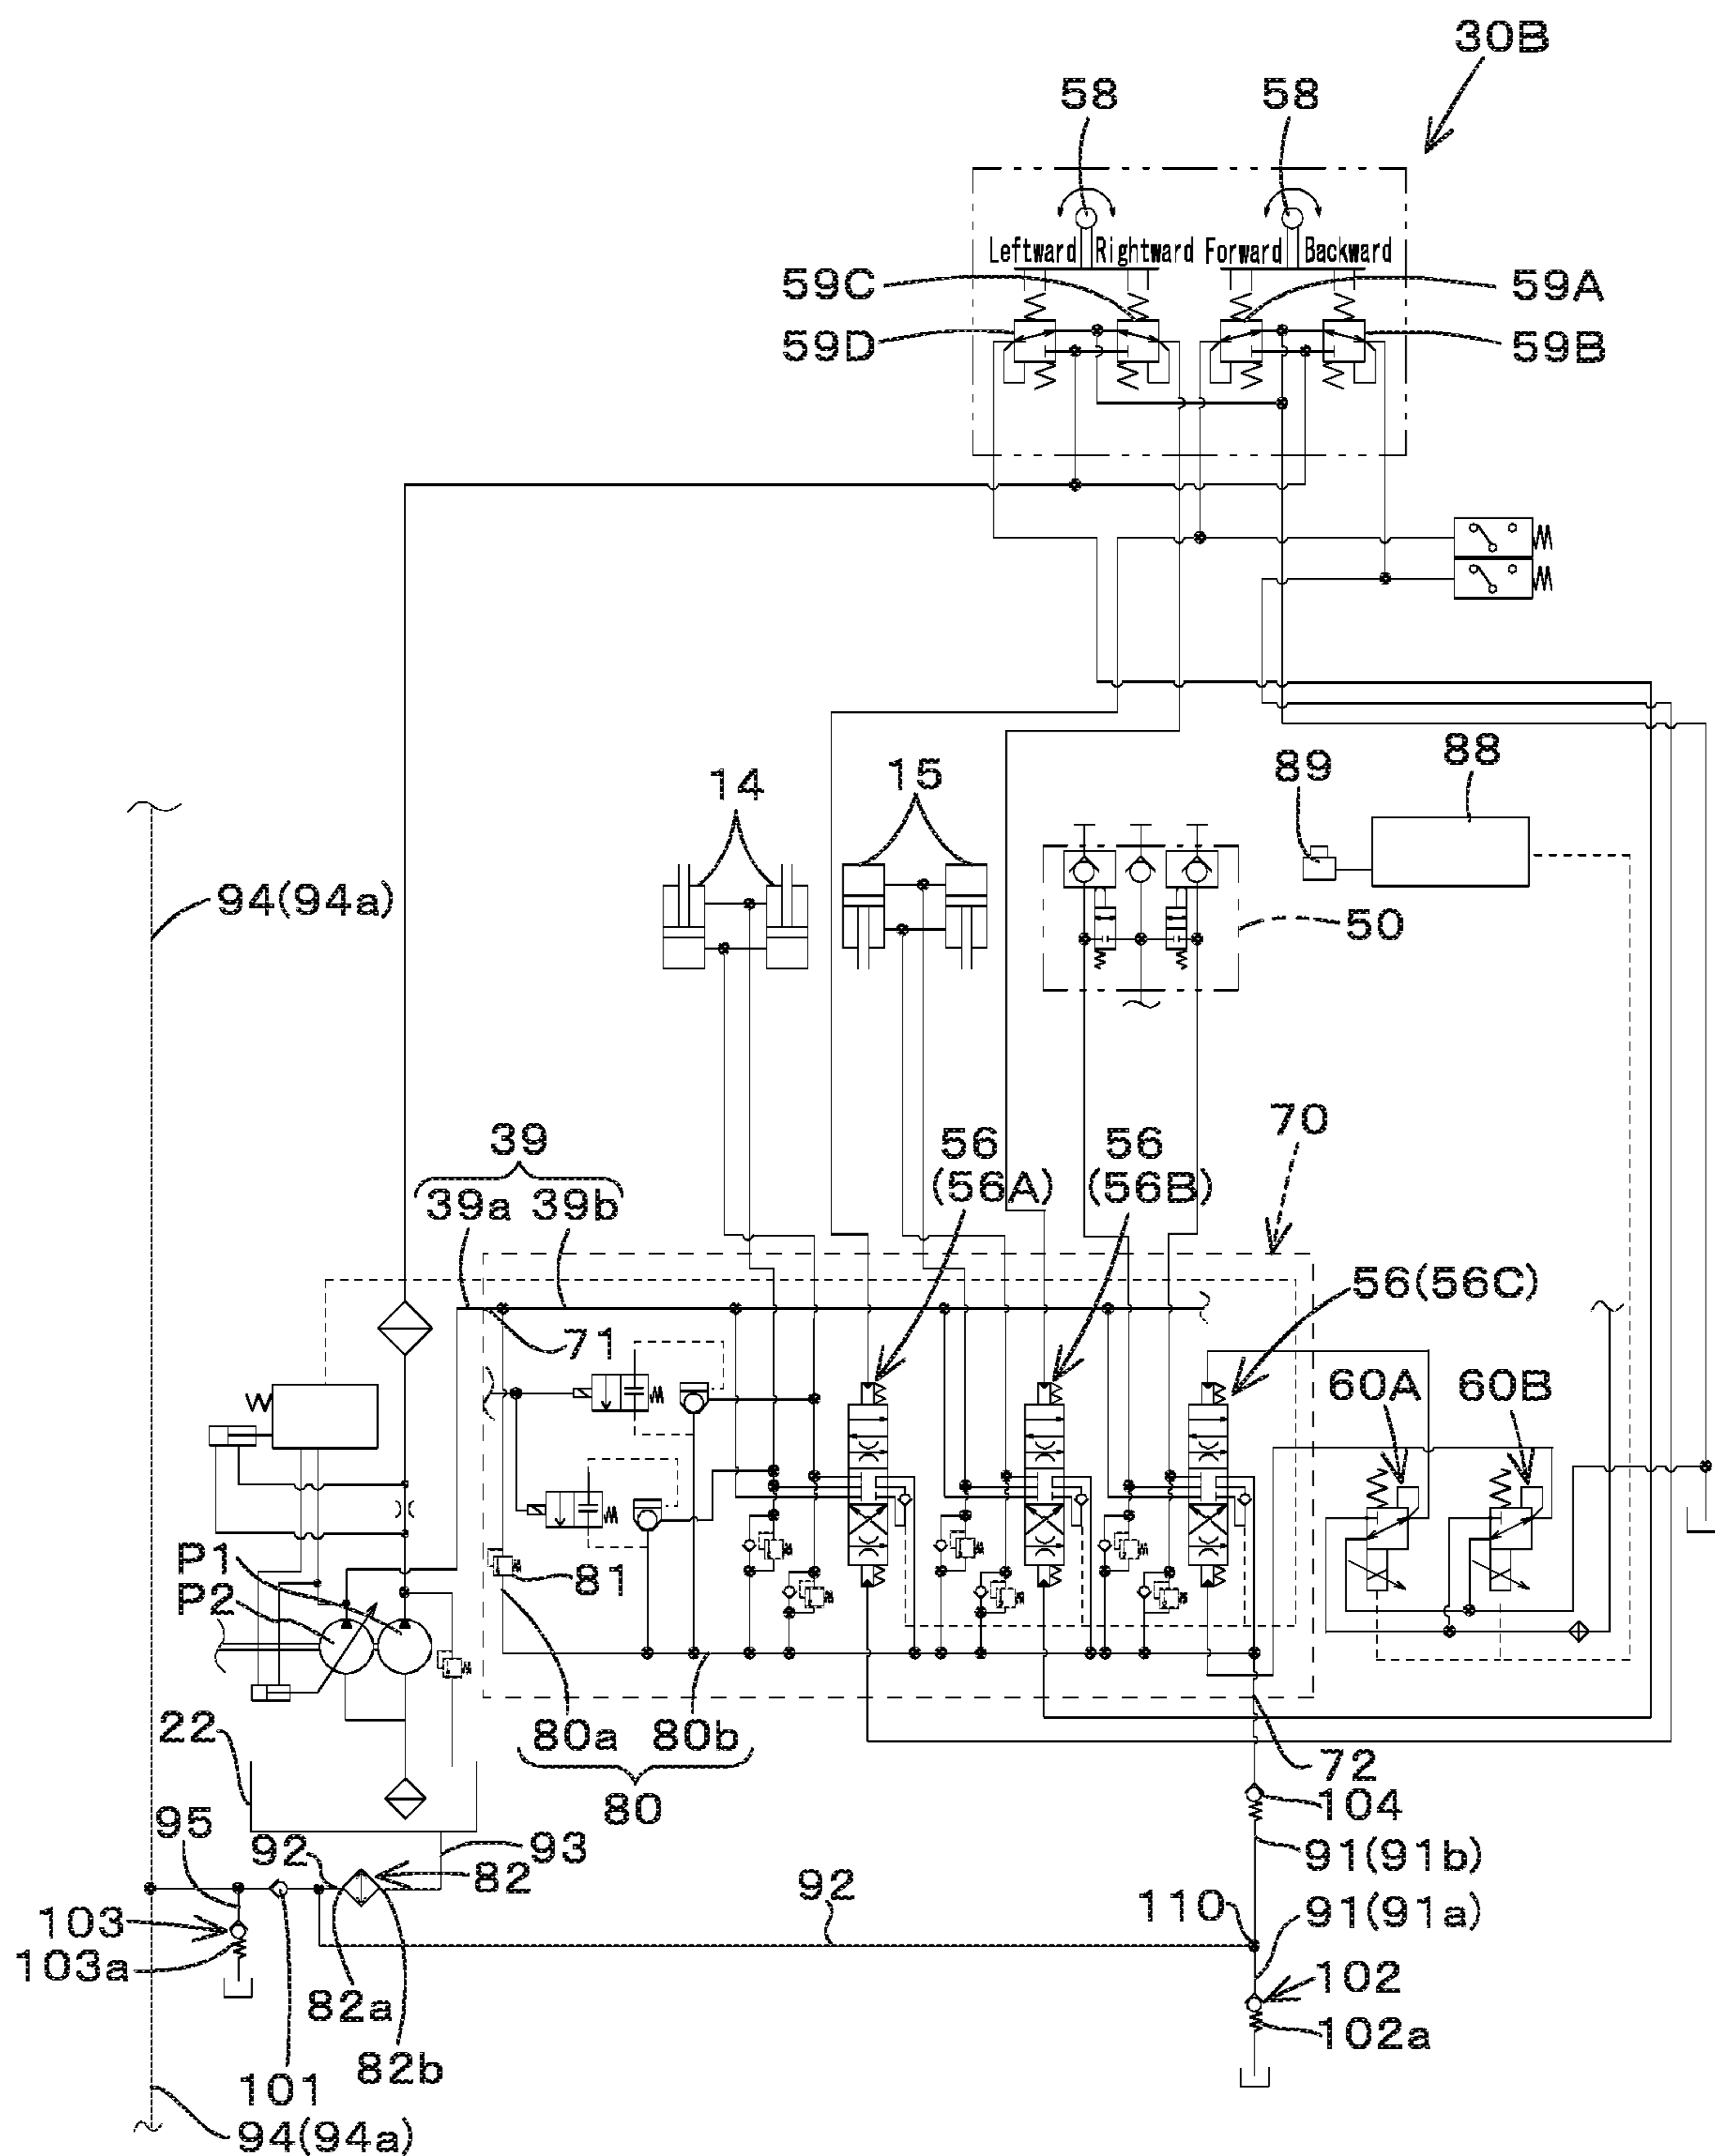 30B
58 58
Leftward Rightward Forward Backward
59C 59A
59D 59B
14 15 89 88
94(94a)
50
70
39 56 56
39a 39b (56A) (56B)
56(56C)
71
60A 60B
P1 81
P2
22 80a 80b
72
80 104
95
92 82 93 91(91b)
92
103 110 91(91a)
103a 102
82a
102a
82b
101
94(94a)